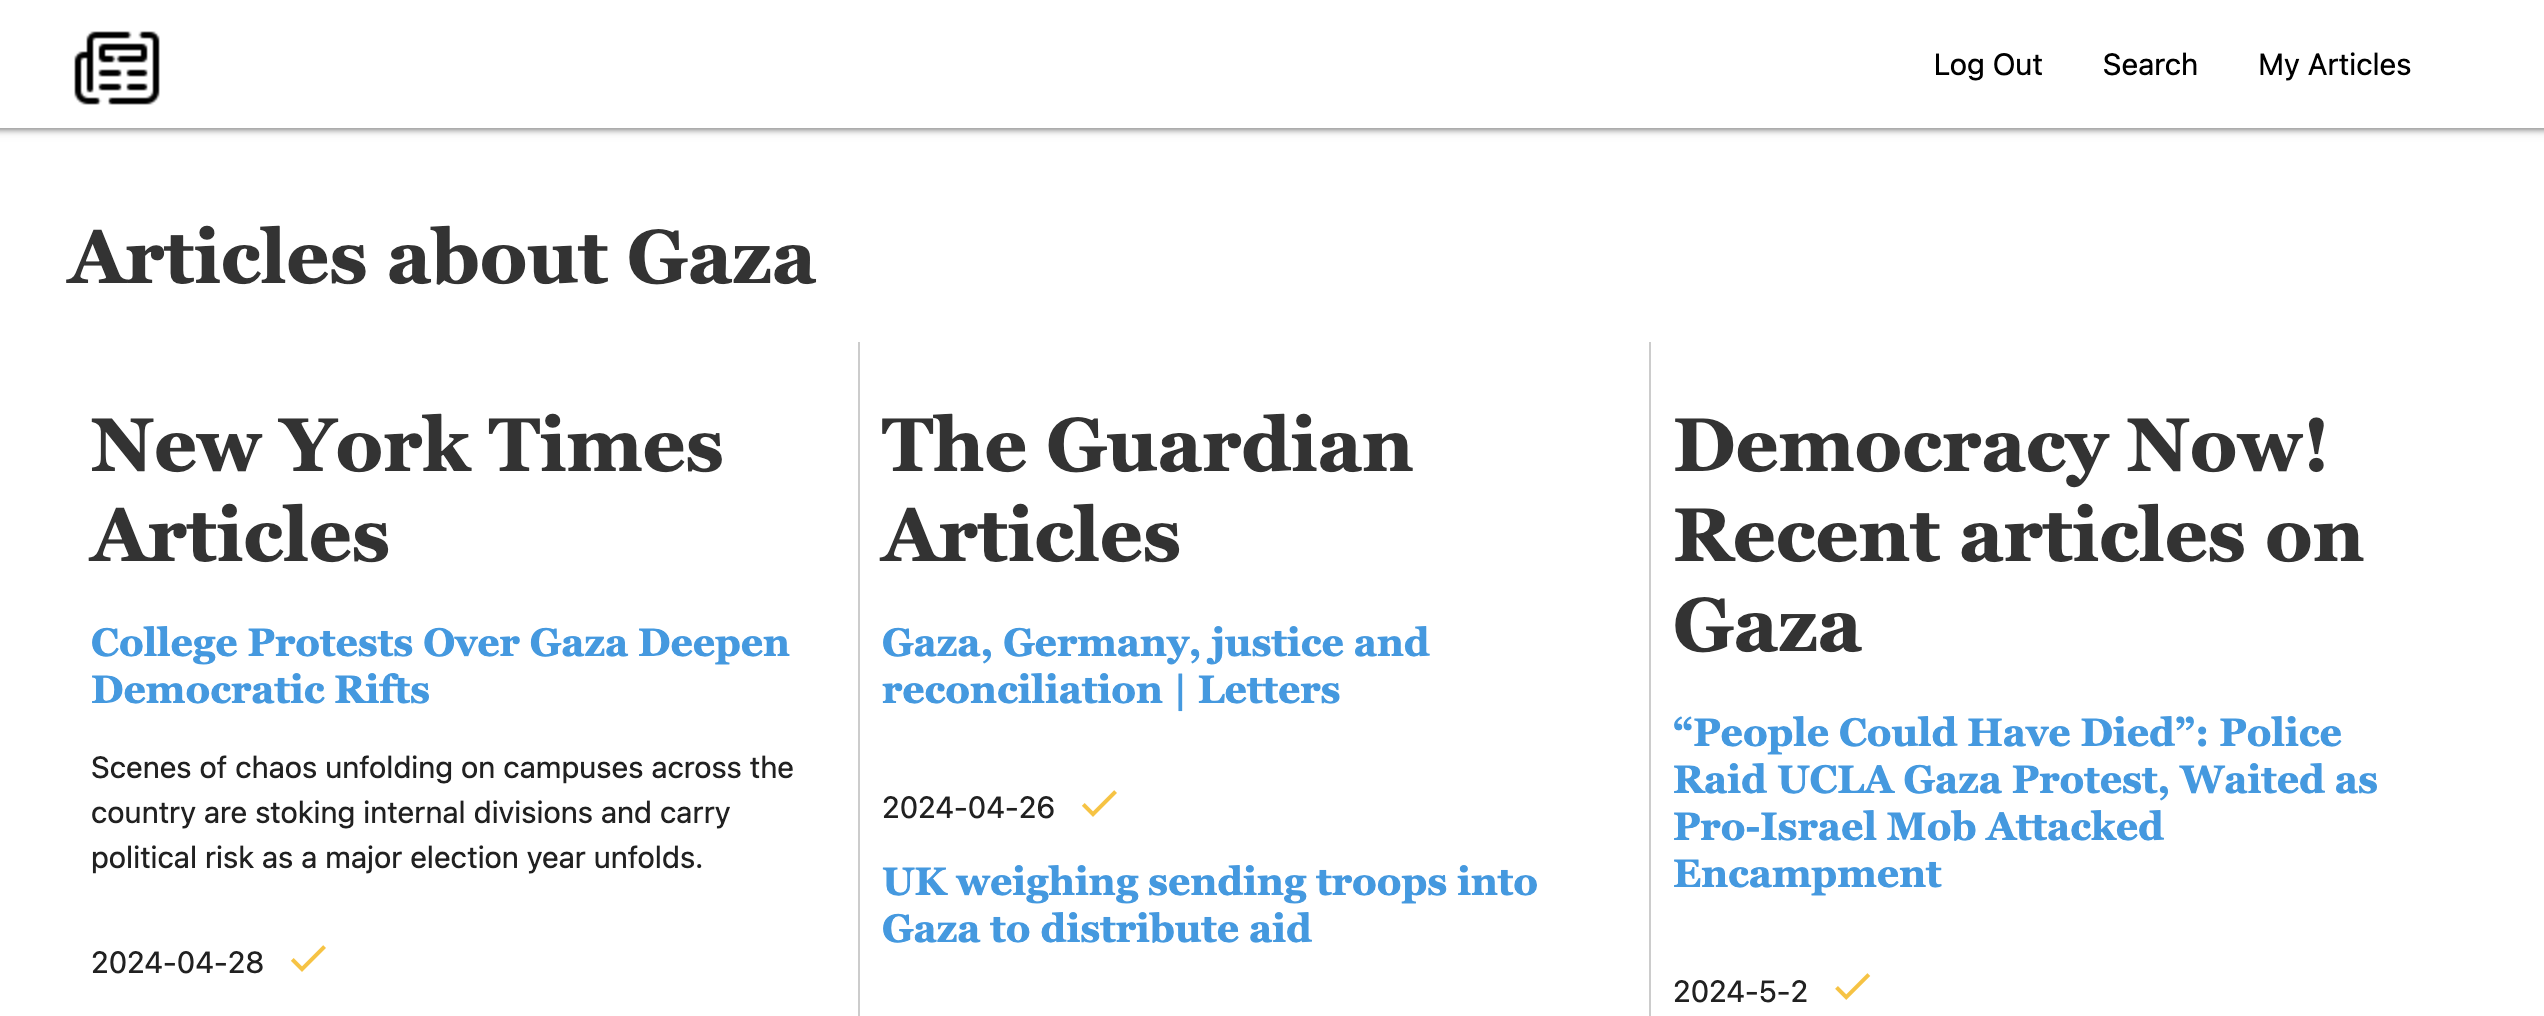 Log Out Search My Articles
Articles about Gaza
New York Times
Articles
College Protests Over Gaza Deepen
Democratic Rifts
Scenes of chaos unfolding on campuses across the
country are stoking internal divisions and carry
political risk as a major election year unfolds.
2024-04-28
The Guardian
Articles
Gaza, Germany, justice and
reconciliation | Letters
2024-04-26
UK weighing sending troops into
Gaza to distribute aid
Democracy Now!
Recent articles on
Gaza
“People Could Have Died”: Police
Raid UCLA Gaza Protest, Waited as
Pro-Israel Mob Attacked
Encampment
2024-5-2